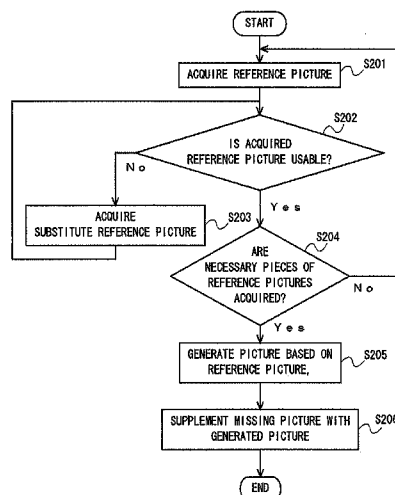 START
ACQUIRE REFERENCE PICTURE
S201
S202
IS ACQUIRED
REFERENCE PICTURE USABLE?
No
ACQUIRE
SUBSTITUTE REFERENCE PICTURE
S203
Yes
S204
ARE
NECESSARY PIECES OF
REFERENCE PICTURES
ACQUIRED?
No
Yes
GENERATE PICTURE BASED ON
REFERENCE PICTURE,
S205
SUPPLEMENT MISSING PICTURE WITH
GENERATED PICTURE
S206
END